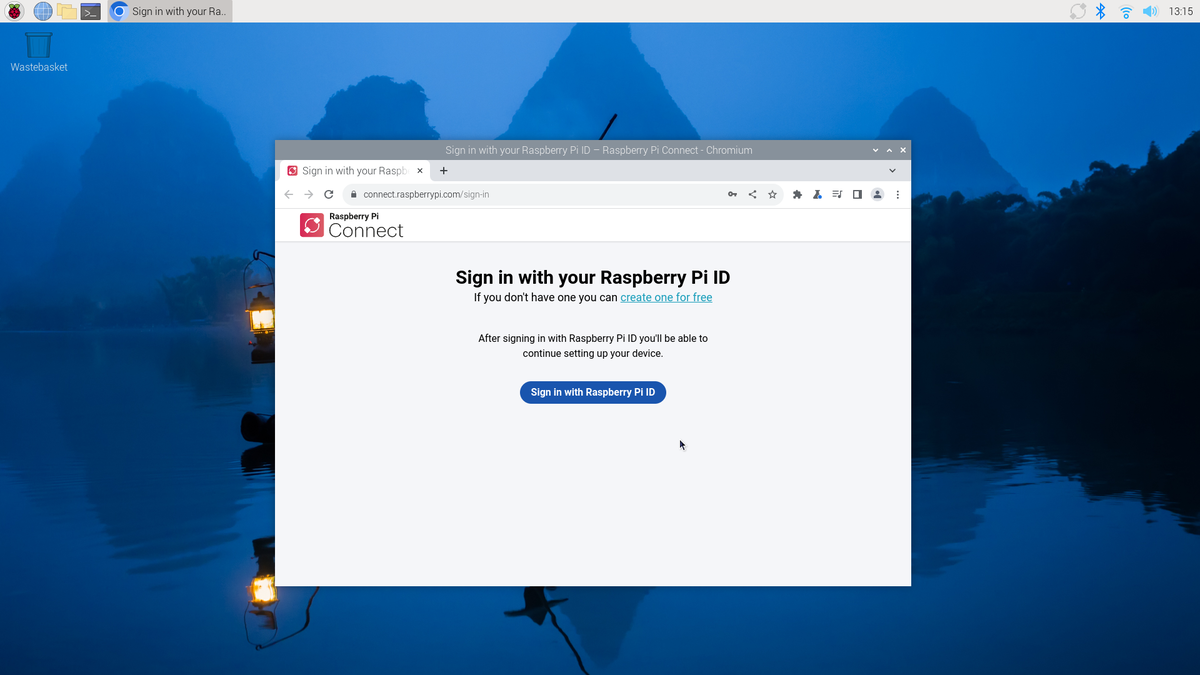 Sign in with your Ra..
13:15
Wastebasket
Sign in with your Raspberry Pi ID – Raspberry Pi Connect - Chromium
Sign in with your Raspb
connect.raspberrypi.com/sign-in
Raspberry Pi
Connect
Sign in with your Raspberry Pi ID
If you don't have one you can create one for free
After signing in with Raspberry Pi ID you'll be able to
continue setting up your device.
Sign in with Raspberry Pi ID